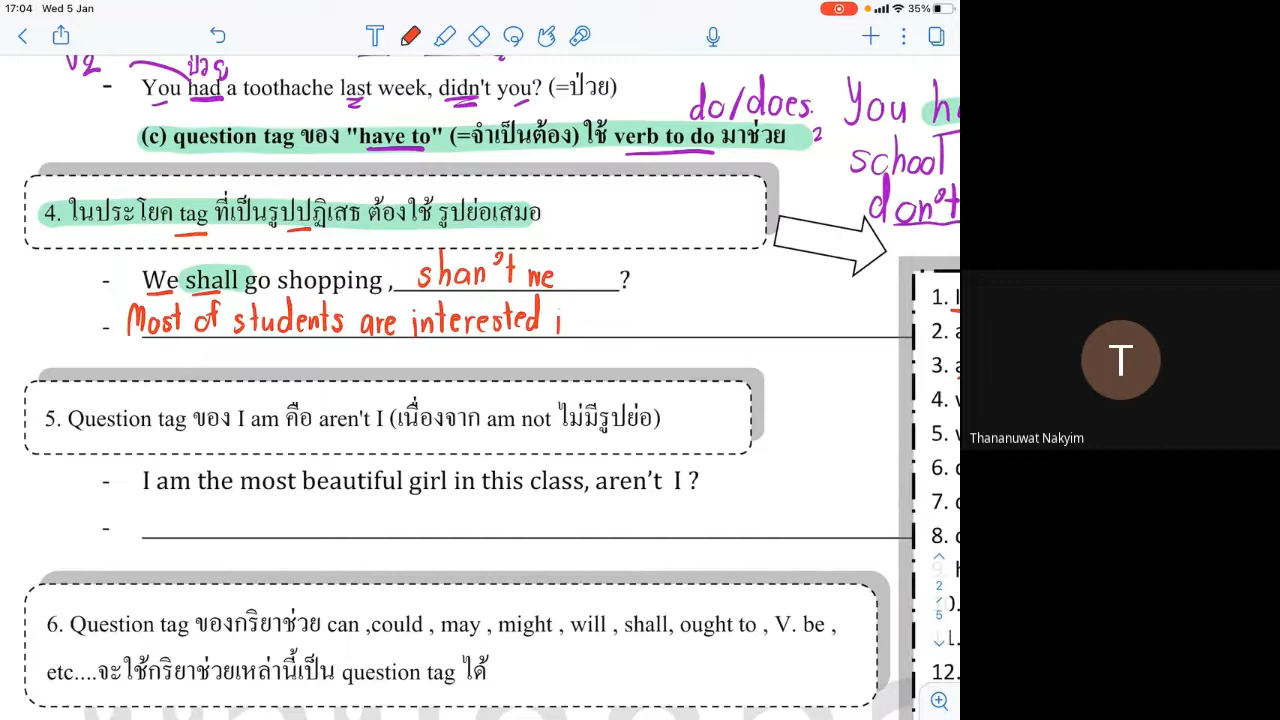 17:04 Wed 5 Jan
35%
ป่วย
- You had a toothache last week, didn't you? (=ป่วย)
do/does.
You
(c) question tag ของ "have to" (=จำเป็นต้อง) ใช้ verb to do มาช่วย
school
4. ในประโยค tag ที่เป็นรูปปฏิเสธ ต้องใช้ รูปย่อเสมอ
don't
- We shall go shopping , shan't we ?
- Most of students are interested i
1.
2.
3.
4.
5.
6.
7.
8.
5. Question tag ของ I am คือ aren't I (เนื่องจาก am not ไม่มีรูปย่อ)
- I am the most beautiful girl in this class, aren't I ?
-
2
5
12.
6. Question tag ของกริยาช่วย can ,could , may , might , will , shall, ought to , V. be ,
etc....จะใช้กริยาช่วยเหล่านี้เป็น question tag ได้
T
Thananuwat Nakyim